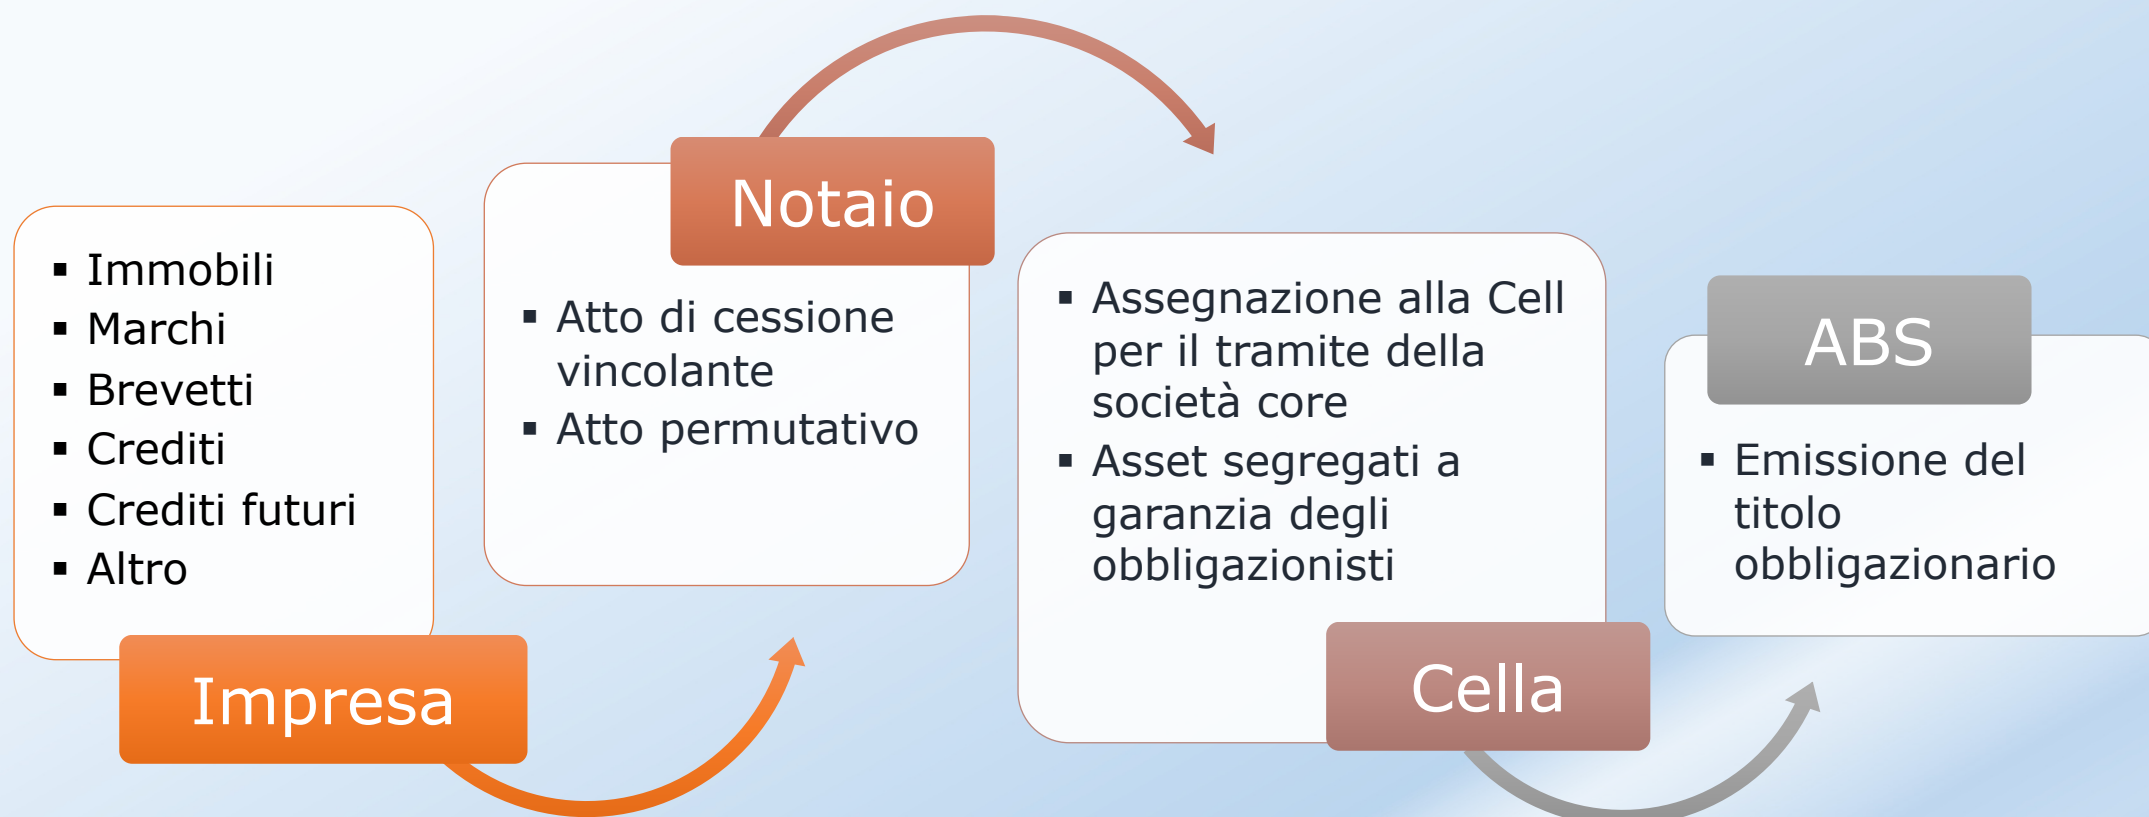 ▪ Immobili
▪ Marchi
▪ Brevetti
▪ Crediti
▪ Crediti futuri
▪ Altro
Impresa
Notaio
▪ Atto di cessione
vincolante
▪ Atto permutativo
▪ Assegnazione alla Cell
per il tramite della
società core
▪ Asset segregati a
garanzia degli
obbligazionisti
Cella
ABS
▪ Emissione del
titolo
obbligazionario